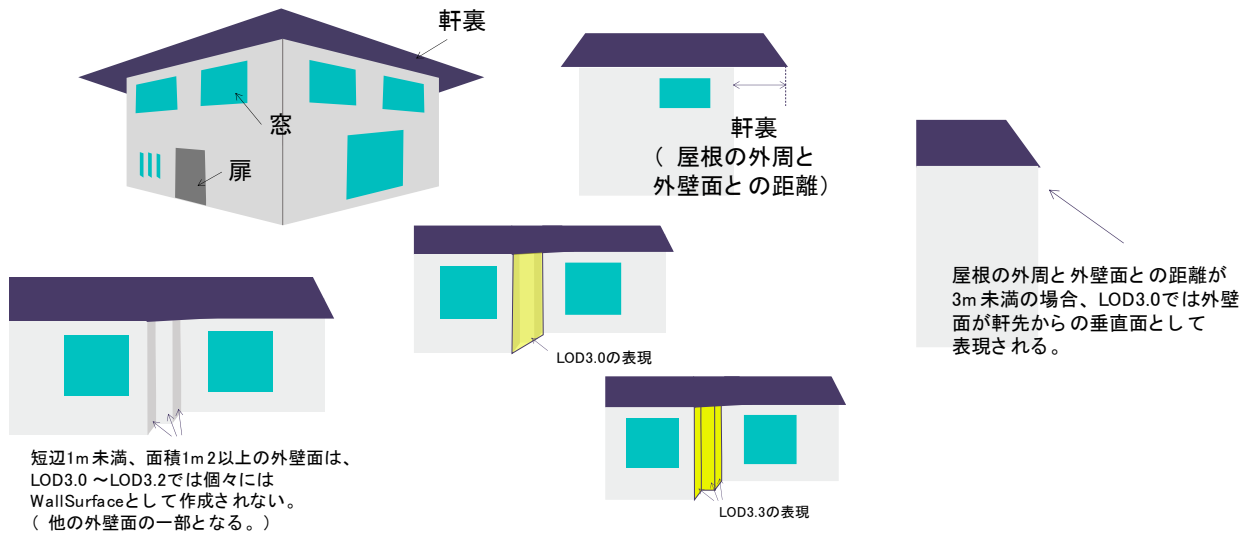 軒裏
窓
扉
軒裏
（ 屋根の外周と
外壁面との距離）
屋根の外周と外壁面との距離が
3m未満の場合、LOD3.0では外壁
面が軒先からの垂直面として
表現される。
LOD3.0の表現
短辺1m未満、面積1m2以上の外壁面は、
LOD3.0 ～LOD3.2では個々には
WallSurfaceとして作成されない。
（ 他の外壁面の一部となる。）
LOD3.3の表現